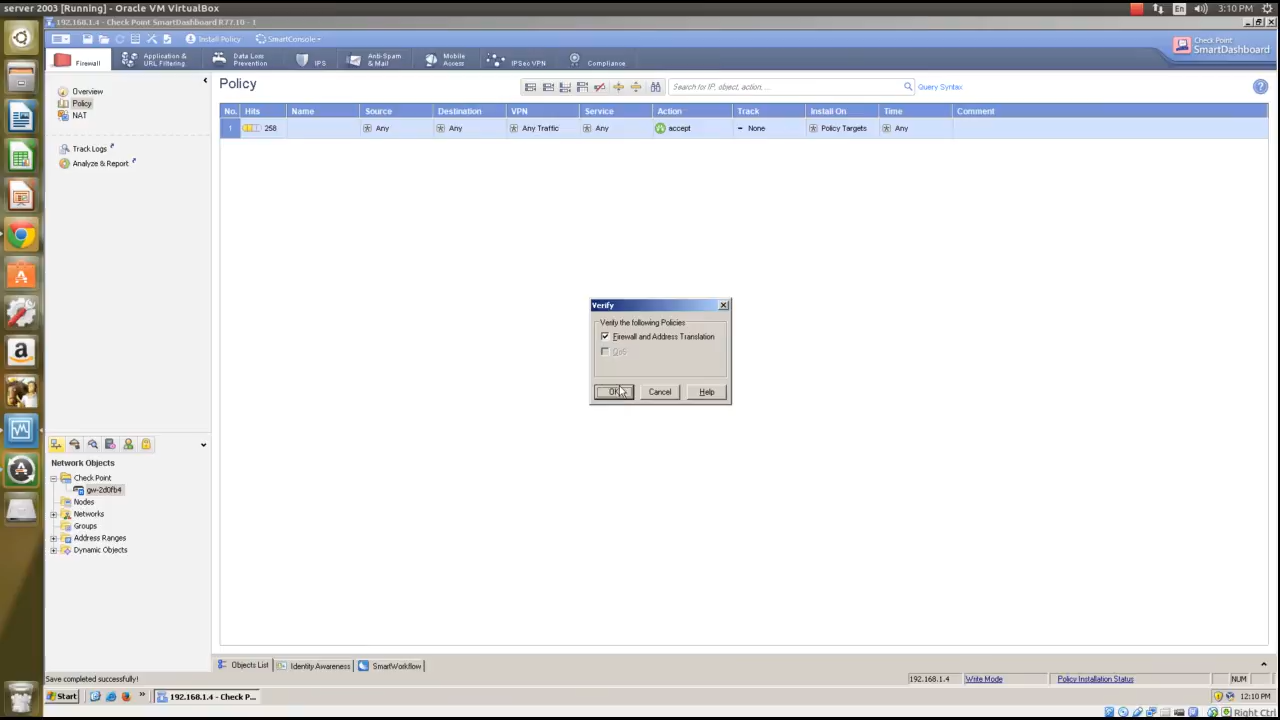 server 2003 [Running] - Oracle VM VirtualBox
En
3:10 PM
192.168.1.4 - Check Point SmartDashboard R77.10 - 1
Install Policy
SmartConsole
Check Point
SmartDashboard
Firewall
Application &
URL Filtering
Data Loss
Prevention
IPS
Anti-Spam
& Mail
Mobile
Access
IPSec VPN
Compliance
Overview
Policy
NAT
Track Logs
Analyze & Report
Policy
Search for IP, object, action...
Query Syntax
No. Hits Name Source Destination VPN Service Action Track Install On Time Comment
1 258 Any Any Any Traffic Any accept None Policy Targets Any
Verify
Verify the following Policies
Firewall and Address Translation
QoS
OK Cancel Help
Network Objects
Check Point
gw-2d0fb4
Nodes
Networks
Groups
Address Ranges
Dynamic Objects
Objects List Identity Awareness SmartWorkflow
Save completed successfully!
192.168.1.4 Write Mode Policy Installation Status NUM
Start
192.168.1.4 - Check P...
12:10 PM
Right Ctrl